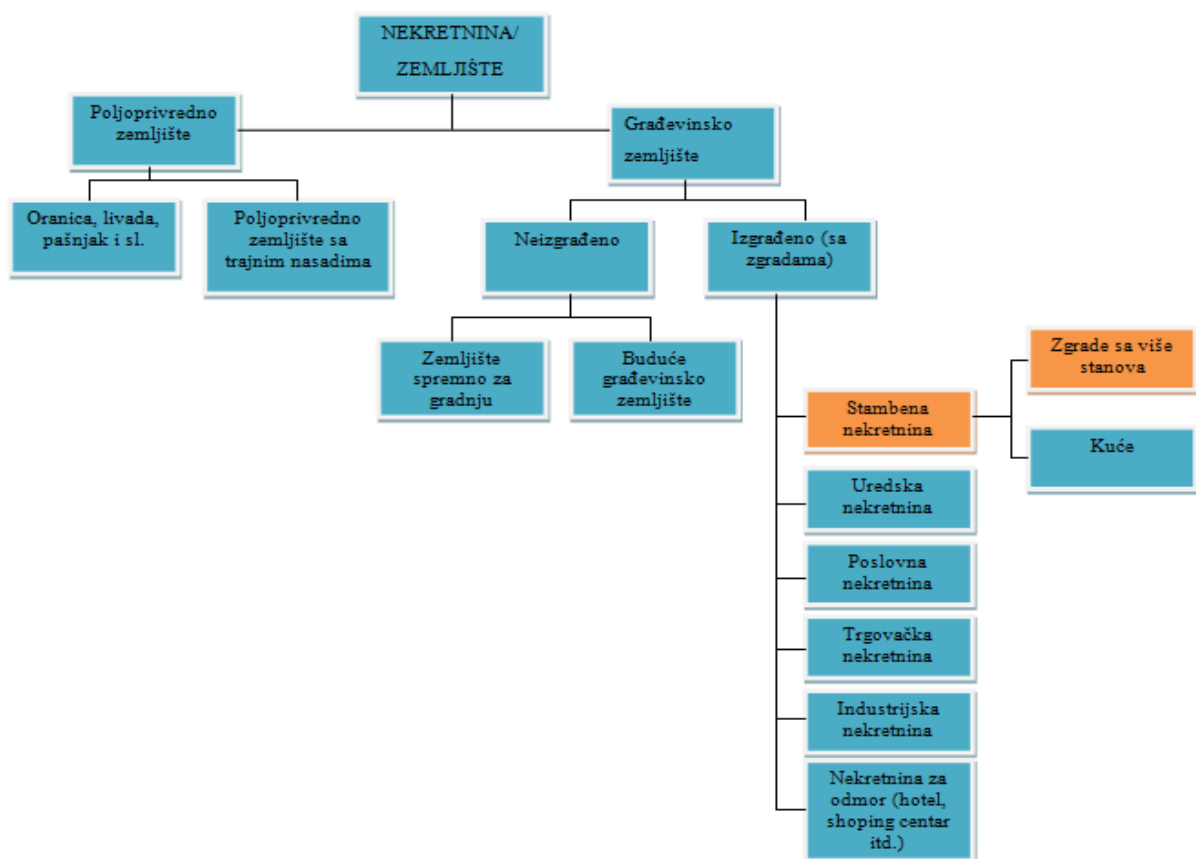 NEKRETNINA/
ZEMLJIŠTE
Poljoprivredno
zemljište
Građevinsko
zemljište
Oranica, livada,
pašnjak i sl.
Poljoprivredno
zemljište sa
trajnim nasadima
Neizgrađeno
Izgrađeno (sa
zgradama)
Zemljište
spremno za
gradnju
Buduće
građevinsko
zemljište
Stambena
nekretnina
Zgrade sa više
stanova
Kuće
Uredska
nekretnina
Poslovna
nekretnina
Trgovačka
nekretnina
Industrijska
nekretnina
Nekretnina za
odmor (hotel,
shoping centar
itd.)